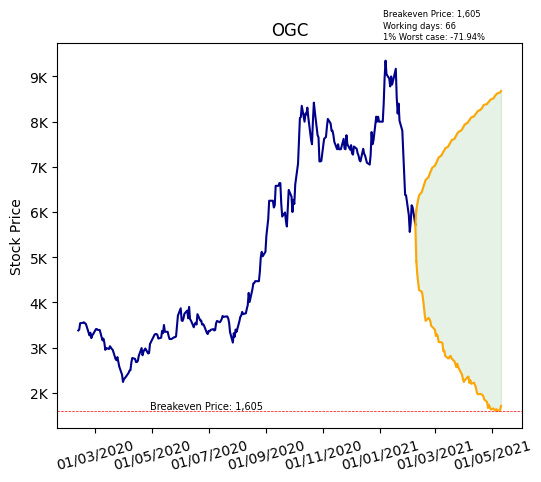 Breakeven Price: 1,605
Working days: 66
1% Worst case: -71.94%
OGC
9K
8K
7K
6K
5K
4K
3K
2K
Stock Price
Breakeven Price: 1,605
01/03/2020
01/05/2020
01/07/2020
01/09/2020
01/11/2020
01/01/2021
01/03/2021
01/05/2021